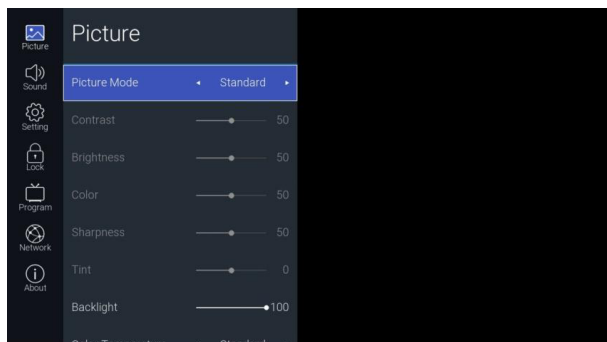 Picture
Sound
Setting
Lock
Program
Network
About
Picture
Picture Mode Standard
Contrast 50
Brightness 50
Color 50
Sharpness 50
Tint 0
Backlight 100